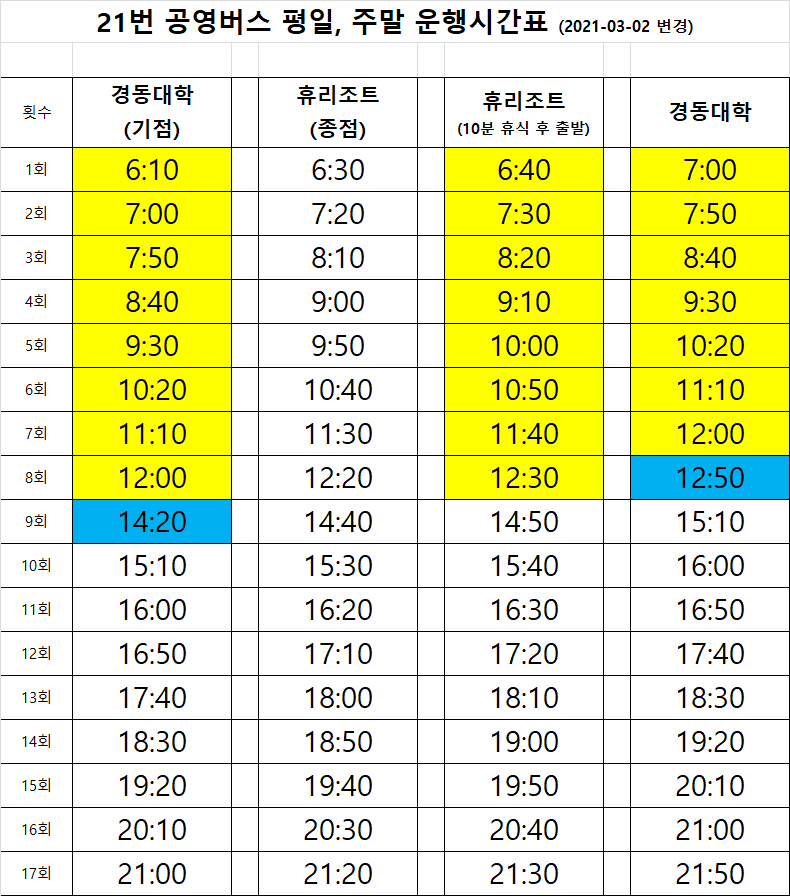 21번 공영버스 평일, 주말 운행시간표 (2021-03-02 변경)
횟수 경동대학 (기점) 휴리조트 (종점) 휴리조트 (10분 휴식 후 출발) 경동대학
1회 6:10 6:30 6:40 7:00
2회 7:00 7:20 7:30 7:50
3회 7:50 8:10 8:20 8:40
4회 8:40 9:00 9:10 9:30
5회 9:30 9:50 10:00 10:20
6회 10:20 10:40 10:50 11:10
7회 11:10 11:30 11:40 12:00
8회 12:00 12:20 12:30 12:50
9회 14:20 14:40 14:50 15:10
10회 15:10 15:30 15:40 16:00
11회 16:00 16:20 16:30 16:50
12회 16:50 17:10 17:20 17:40
13회 17:40 18:00 18:10 18:30
14회 18:30 18:50 19:00 19:20
15회 19:20 19:40 19:50 20:10
16회 20:10 20:30 20:40 21:00
17회 21:00 21:20 21:30 21:50